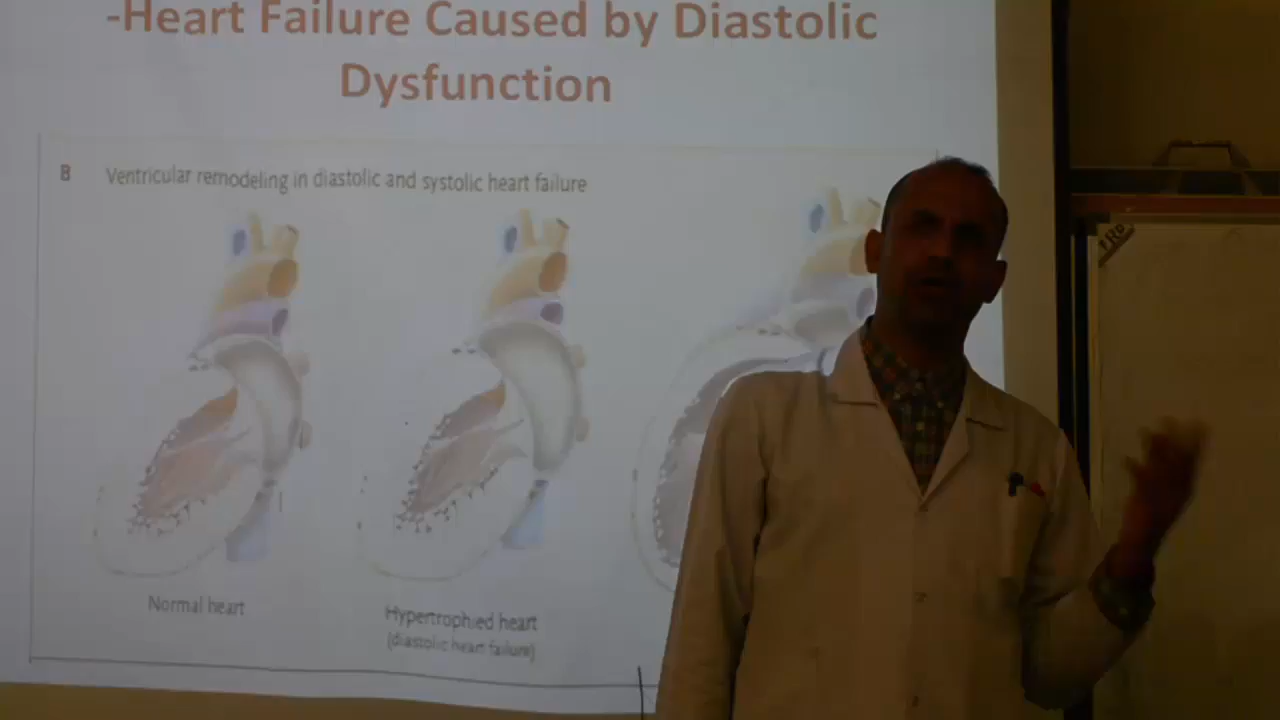 -Heart Failure Caused by Diastolic
Dysfunction
B Ventricular remodeling in diastolic and systolic heart failure
Normal heart
Hypertrophied heart
(diastolic heart failure)